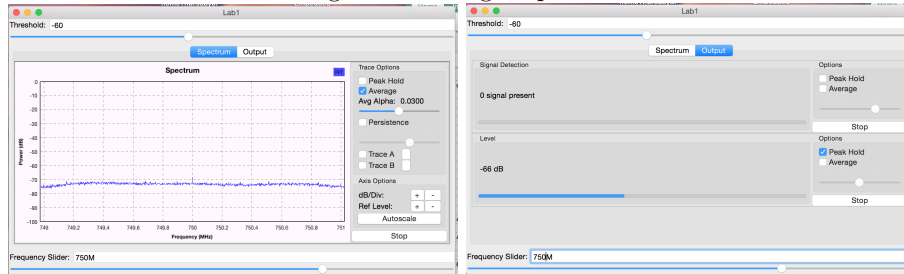 Lab1
Threshold: -60
Spectrum Output
Spectrum
0
-10
-20
-30
-40
-50
-60
-70
-80
-90
-100
Power (dB)
749 749.2 749.4 749.6 749.8 750 750.2 750.4 750.6 750.8 751
Frequency (MHz)
Trace Options
Peak Hold
Average
Avg Alpha: 0.0300
Persistence
Trace A
Trace B
Axis Options
dB/Div: + -
Ref Level: + -
Autoscale
Stop
Frequency Slider: 750M
Lab1
Threshold: -60
Spectrum Output
Signal Detection
0 signal present
Options
Peak Hold
Average
Stop
Level
-66 dB
Options
Peak Hold
Average
Stop
Frequency Slider: 750M